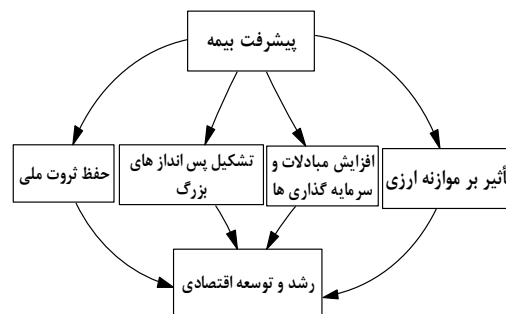 پیشرفت بیمه
تأثیر بر موازنه ارزی
افزایش مبادلات و
سرمایه گذاری ها
تشکیل پس انداز های
بزرگ
حفظ ثروت ملی
رشد و توسعه اقتصادی